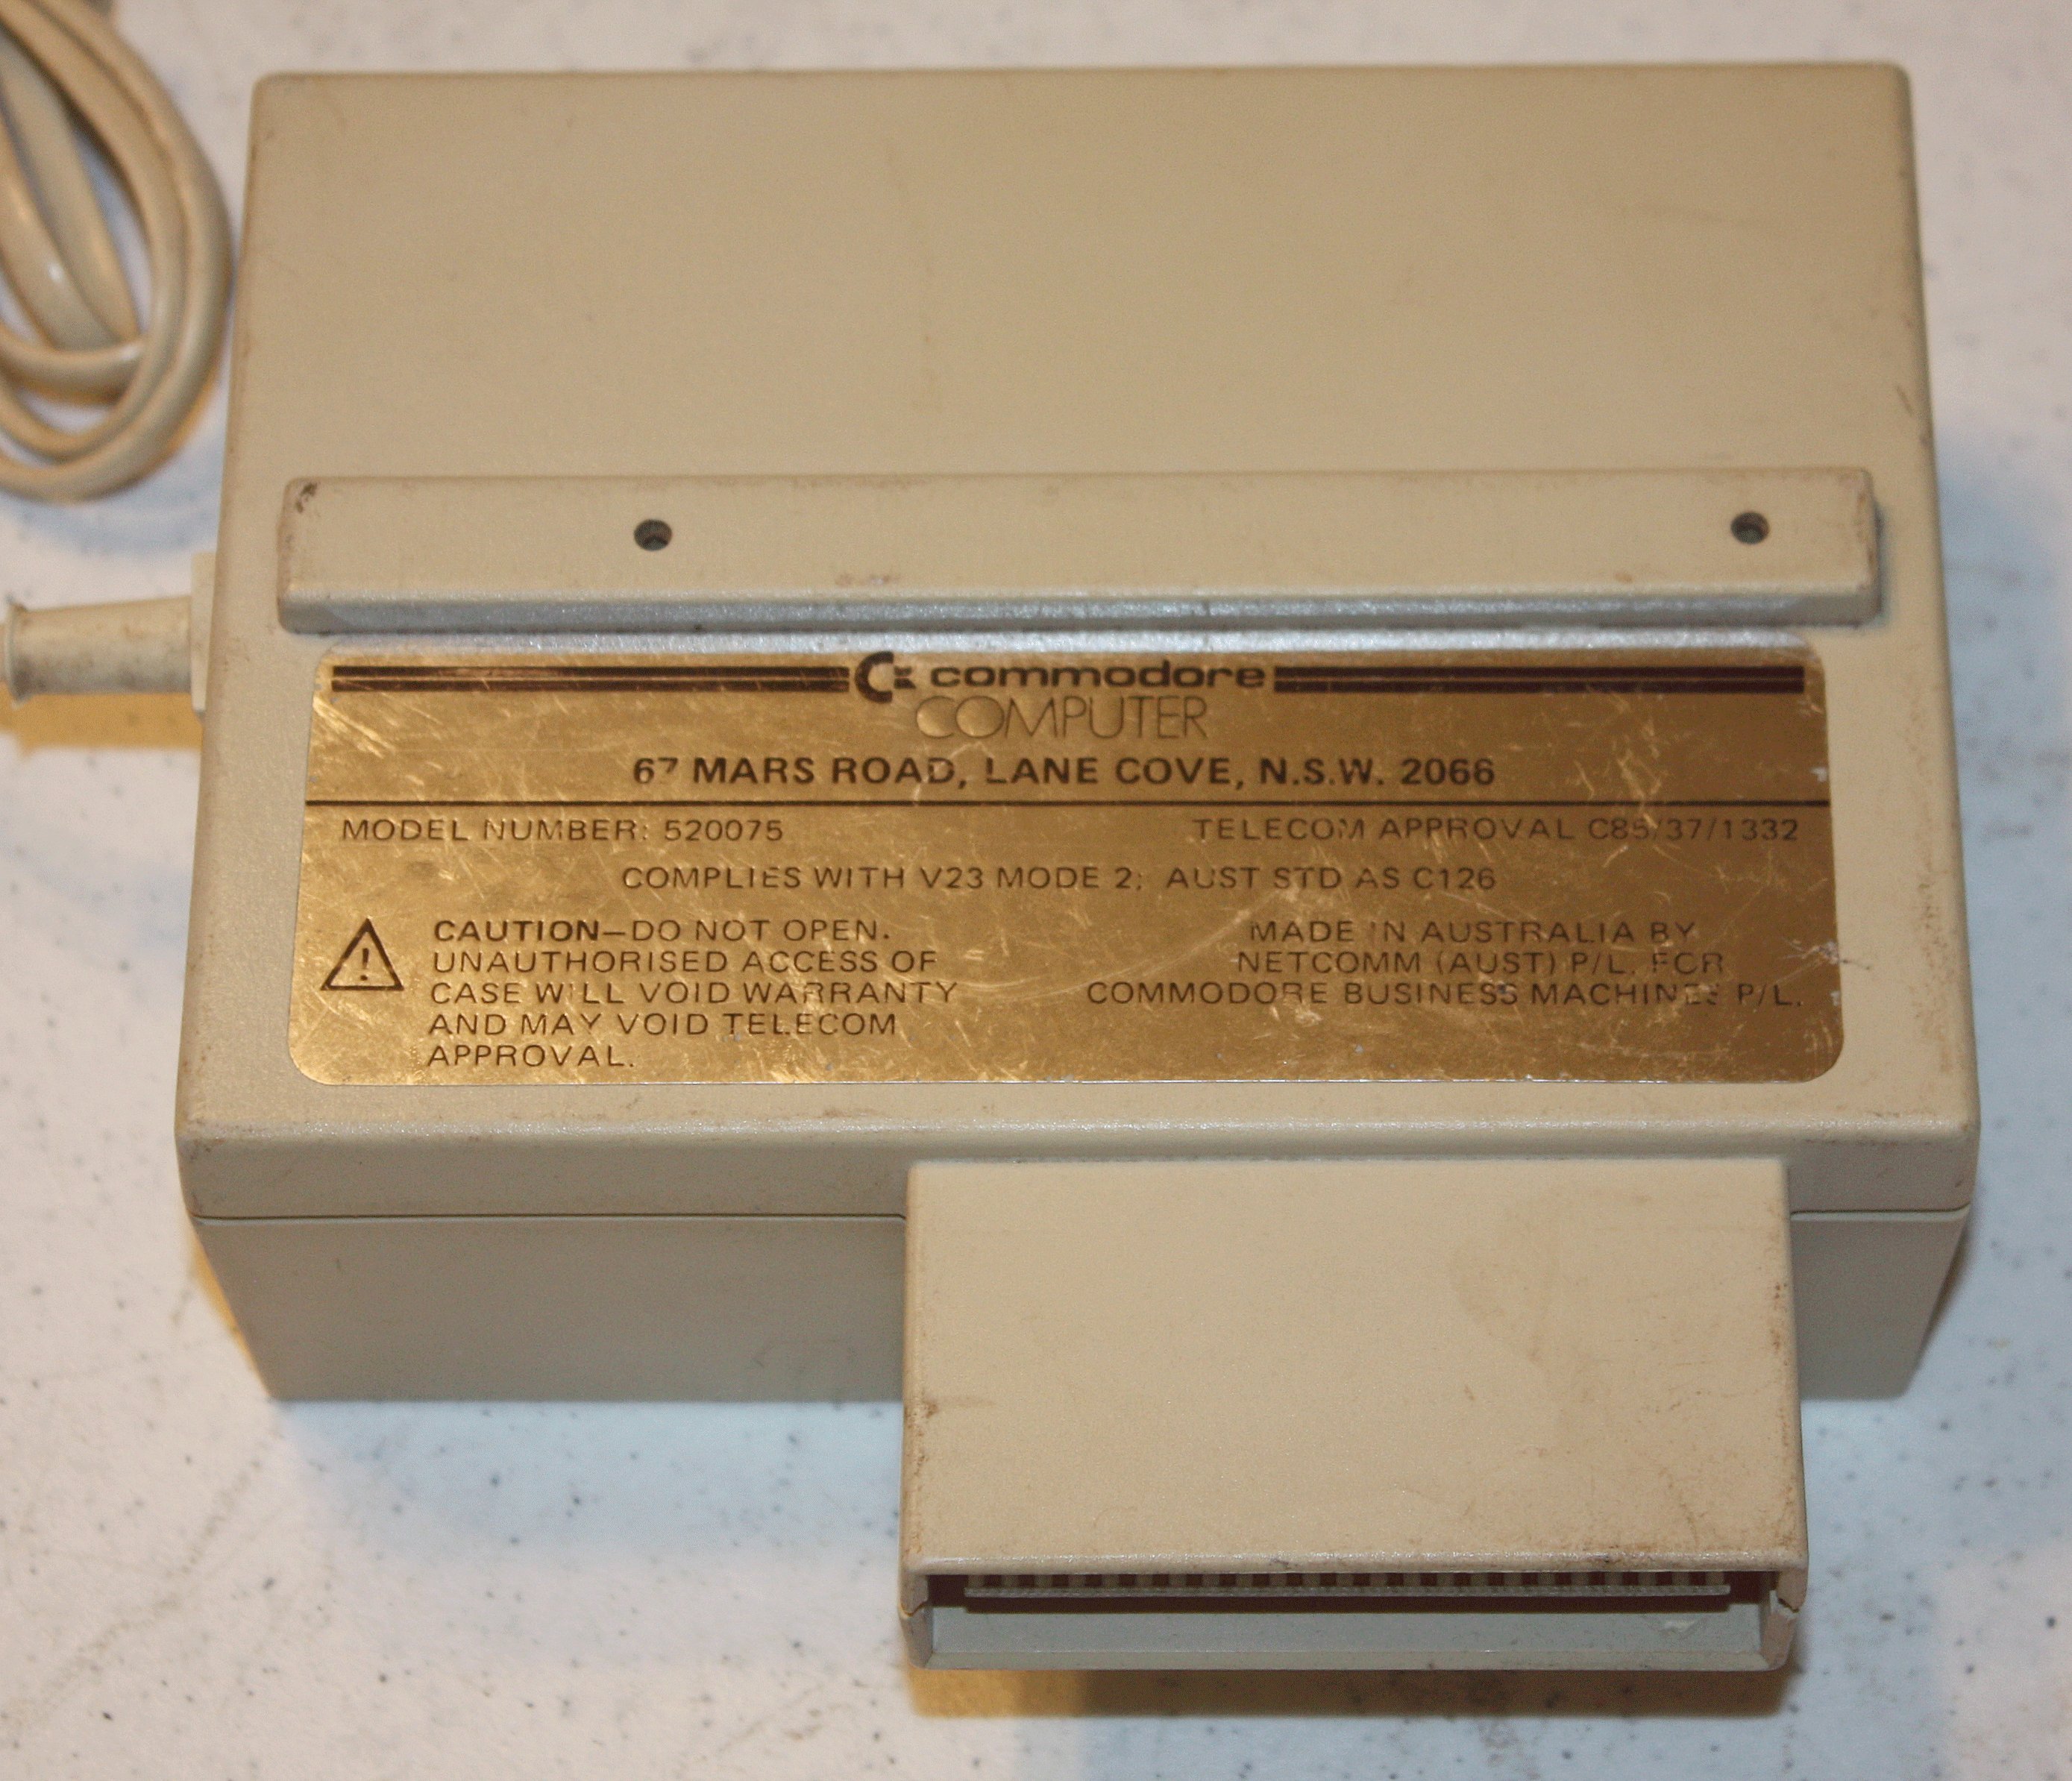 commodore
COMPUTER
67 MARS ROAD, LANE COVE, N.S.W. 2066
MODEL NUMBER: 520075
TELECOM APPROVAL C85/37/1332
COMPLIES WITH V23 MODE 2; AUST STD AS C126
CAUTION—DO NOT OPEN.
UNAUTHORISED ACCESS OF
CASE WILL VOID WARRANTY
AND MAY VOID TELECOM
APPROVAL.
MADE IN AUSTRALIA BY
NETCOMM (AUST) P/L. FOR
COMMODORE BUSINESS MACHINES P/L.